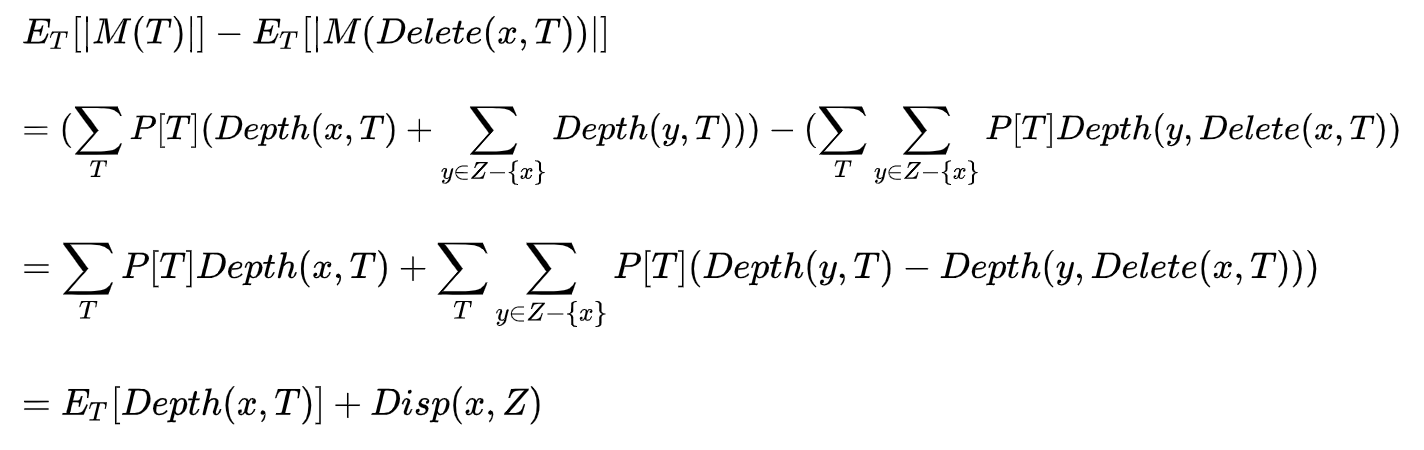 E_T[|M(T)|] − E_T[|M(Delete(x, T))|]
= (∑_T P[T](Depth(x, T) + ∑_{y∈Z−{x}} Depth(y, T))) − (∑_T ∑_{y∈Z−{x}} P[T]Depth(y, Delete(x, T))
= ∑_T P[T]Depth(x, T) + ∑_T ∑_{y∈Z−{x}} P[T](Depth(y, T) − Depth(y, Delete(x, T)))
= E_T[Depth(x, T)] + Disp(x, Z)